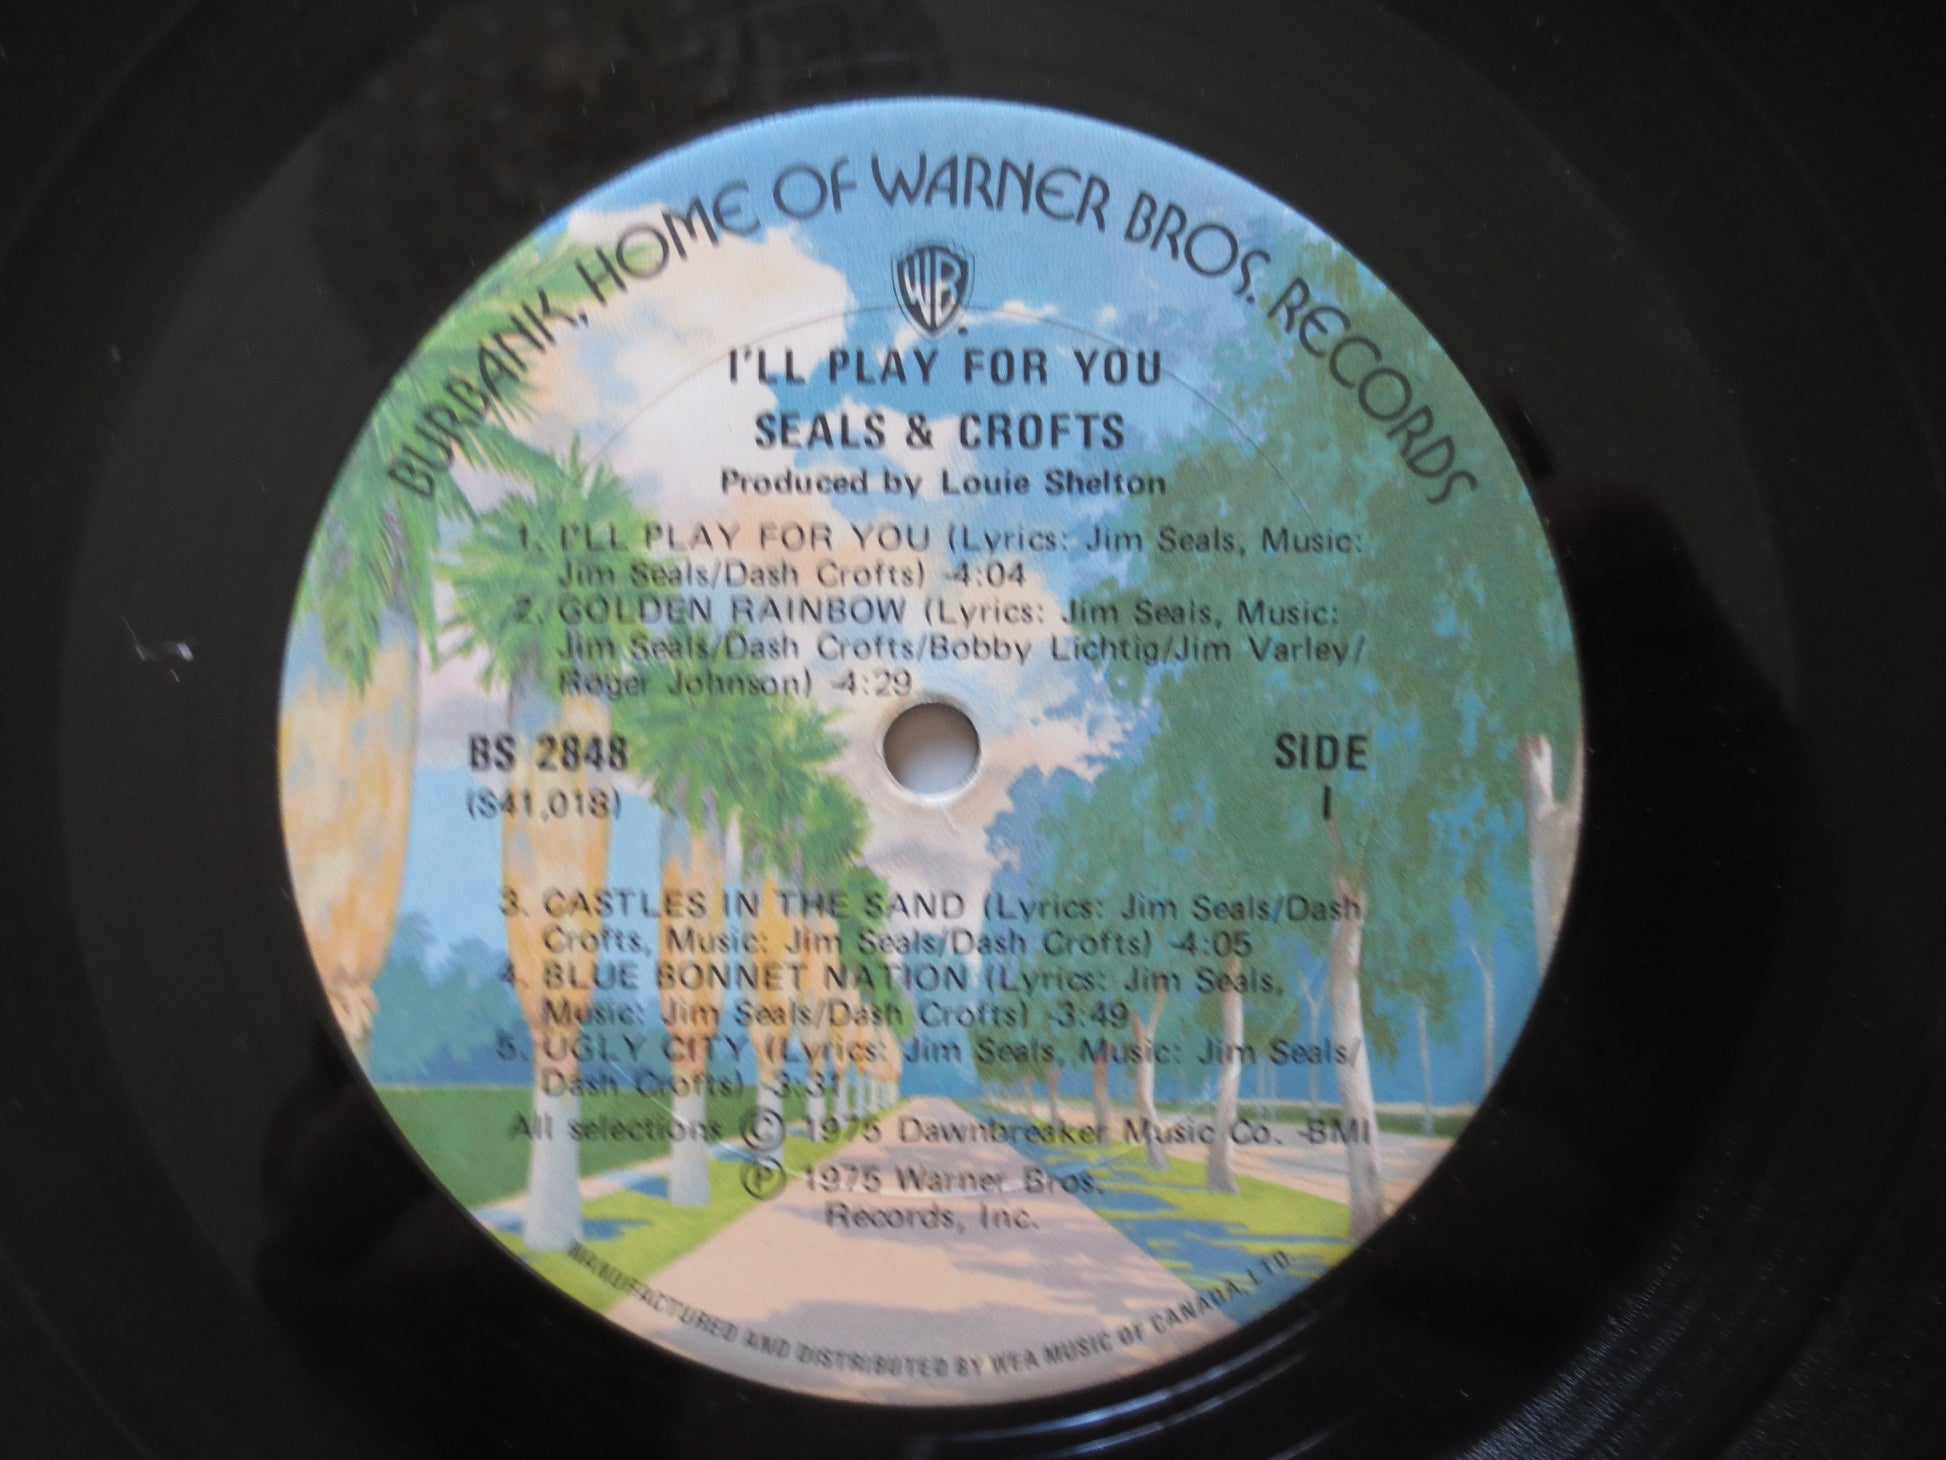 BURBANK, HOME OF WARNER BROS. RECORDS
WB
I'LL PLAY FOR YOU
SEALS & CROFTS
Produced by Louie Shelton
1. I'LL PLAY FOR YOU (Lyrics: Jim Seals, Music:
Jim Seals/Dash Crofts) -4:04
2. GOLDEN RAINBOW (Lyrics: Jim Seals, Music:
Jim Seals/Dash Crofts/Bobby Lichtig/Jim Varley/
Roger Johnson) -4:29
BS 2848
(S41,018)
SIDE
1
3. CASTLES IN THE SAND (Lyrics: Jim Seals/Dash
Crofts, Music: Jim Seals/Dash Crofts) -4:05
4. BLUE BONNET NATION (Lyrics: Jim Seals,
Music: Jim Seals/Dash Crofts) -3:49
5. UGLY CITY (Lyrics: Jim Seals, Music: Jim Seals/
Dash Crofts) -3:31
All selections © 1975 Dawnbreaker Music Co. -BMI
℗ 1975 Warner Bros.
Records, Inc.
MANUFACTURED AND DISTRIBUTED BY WEA MUSIC OF CANADA, LTD.